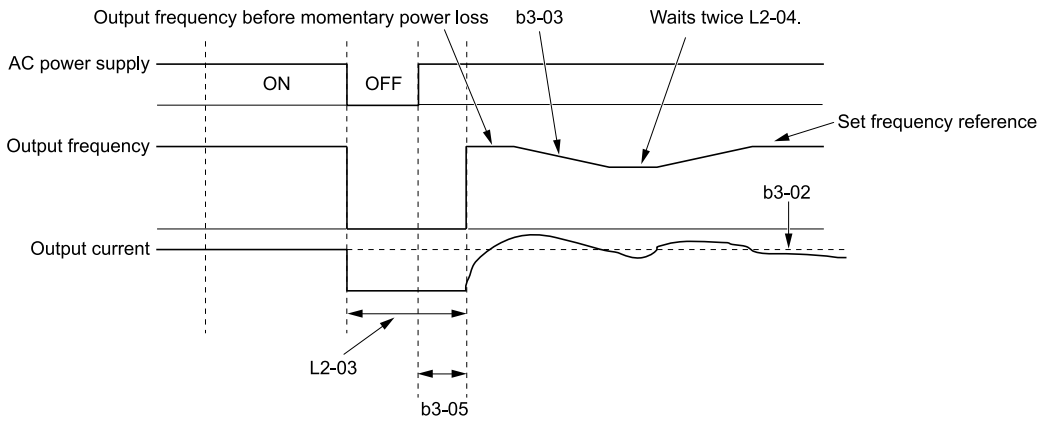 Output frequency before momentary power loss
b3-03
Waits twice L2-04.
AC power supply
ON
OFF
Output frequency
Set frequency reference
b3-02
Output current
L2-03
b3-05